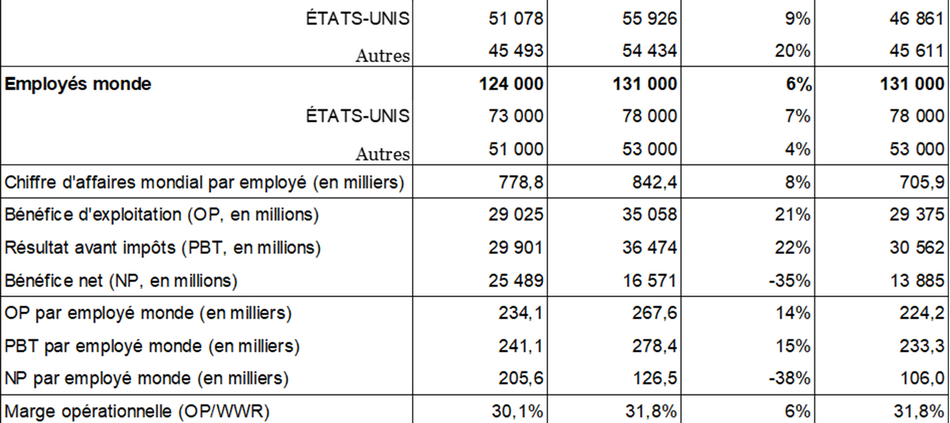 ÉTATS-UNIS 51 078 55 926 9% 46 861
Autres 45 493 54 434 20% 45 611
Employés monde 124 000 131 000 6% 131 000
ÉTATS-UNIS 73 000 78 000 7% 78 000
Autres 51 000 53 000 4% 53 000
Chiffre d'affaires mondial par employé (en milliers) 778,8 842,4 8% 705,9
Bénéfice d'exploitation (OP, en millions) 29 025 35 058 21% 29 375
Résultat avant impôts (PBT, en millions) 29 901 36 474 22% 30 562
Bénéfice net (NP, en millions) 25 489 16 571 -35% 13 885
OP par employé monde (en milliers) 234,1 267,6 14% 224,2
PBT par employé monde (en milliers) 241,1 278,4 15% 233,3
NP par employé monde (en milliers) 205,6 126,5 -38% 106,0
Marge opérationnelle (OP/WWR) 30,1% 31,8% 6% 31,8%